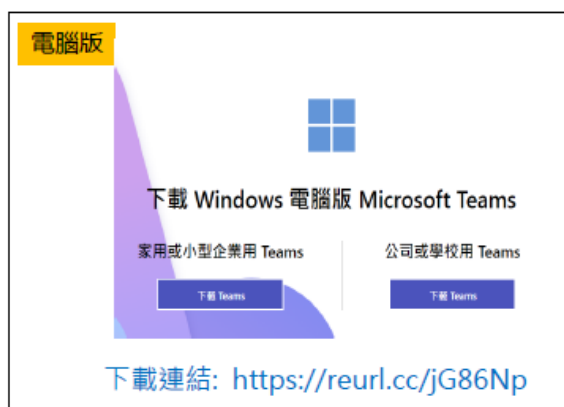 電腦版
下載 Windows 電腦版 Microsoft Teams
家用或小型企業用 Teams
公司或學校用 Teams
下載 Teams
下載 Teams
下載連結: https://reurl.cc/jG86Np